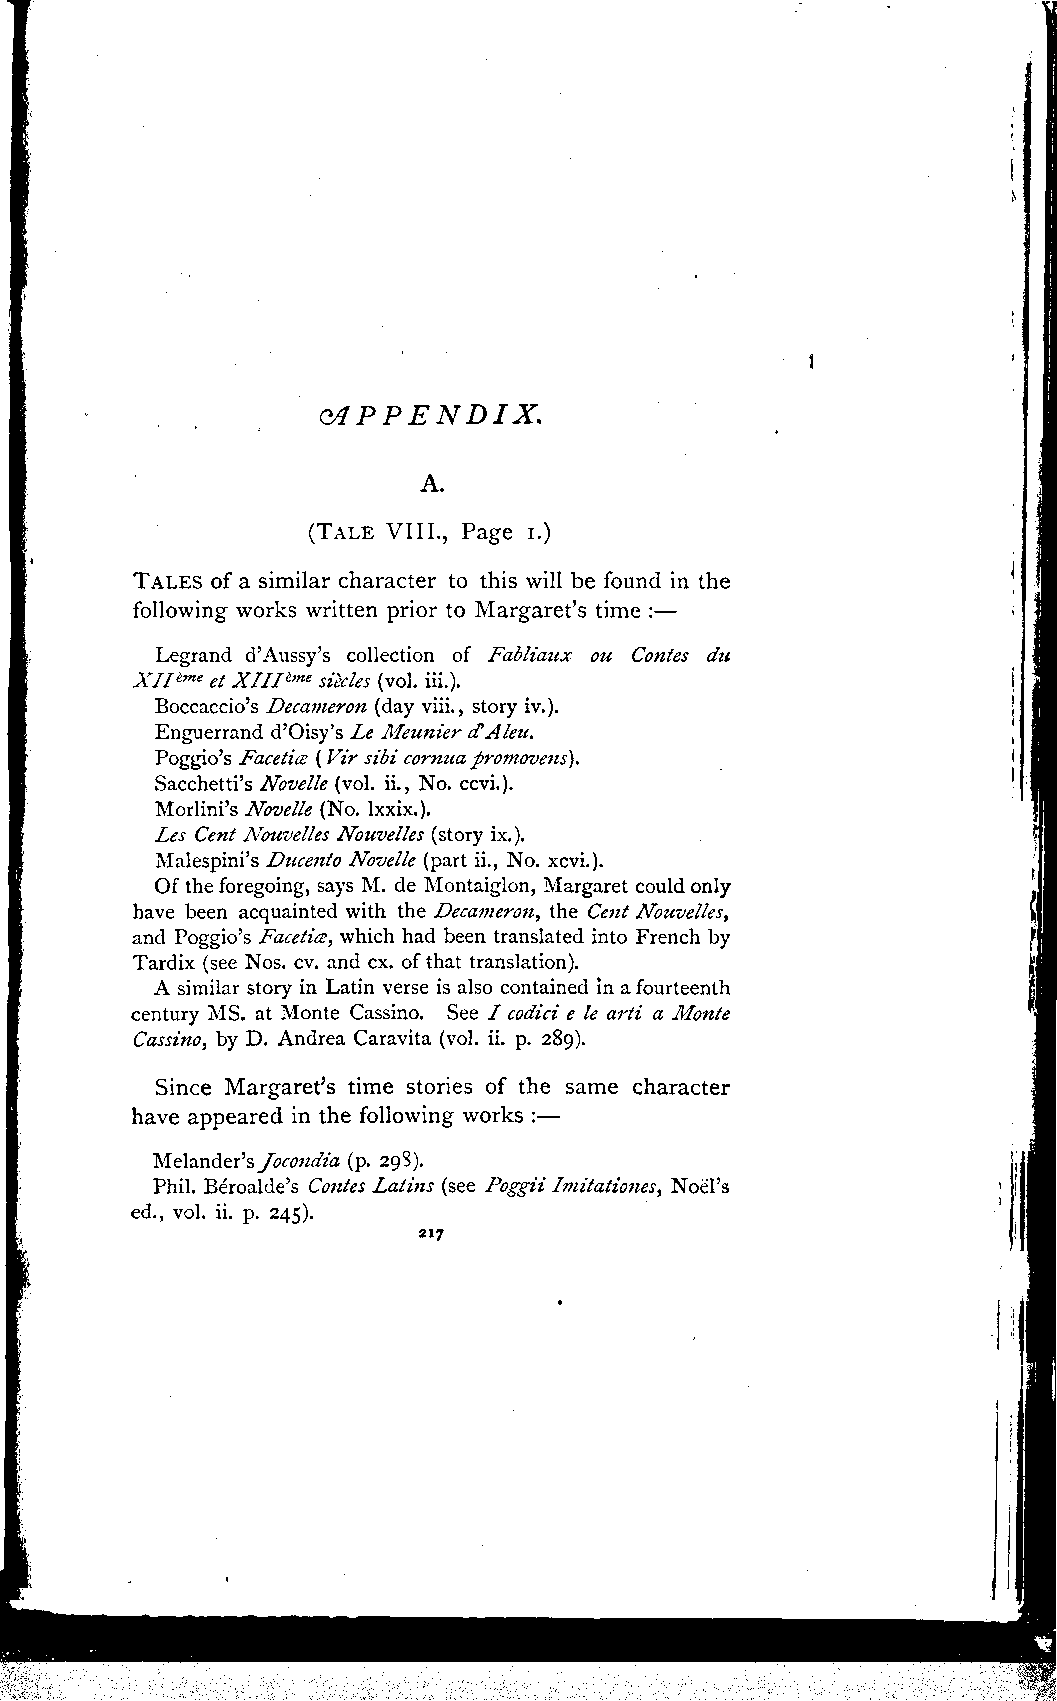 APPENDIX.
A.
(TALE VIII., Page 1.)
TALES of a similar character to this will be found in the
following works written prior to Margaret's time :—
Legrand d'Aussy's collection of Fabliaux ou Contes du
XIIème et XIIIème siècles (vol. iii.).
Boccaccio's Decameron (day viii., story iv.).
Enguerrand d'Oisy's Le Meunier d'Aleu.
Poggio's Facetiæ (Vir sibi cornua promovens).
Sacchetti's Novelle (vol. ii., No. ccvi.).
Morlini's Novelle (No. lxxix.).
Les Cent Nouvelles Nouvelles (story ix.).
Malespini's Ducento Novelle (part ii., No. xcvi.).
Of the foregoing, says M. de Montaiglon, Margaret could only
have been acquainted with the Decameron, the Cent Nouvelles,
and Poggio's Facetiæ, which had been translated into French by
Tardix (see Nos. cv. and cx. of that translation).
A similar story in Latin verse is also contained in a fourteenth
century MS. at Monte Cassino. See I codici e le arti a Monte
Cassino, by D. Andrea Caravita (vol. ii. p. 289).
Since Margaret's time stories of the same character
have appeared in the following works :—
Melander's Jocondia (p. 298).
Phil. Béroalde's Contes Latins (see Poggii Imitationes, Noël's
ed., vol. ii. p. 245).
217